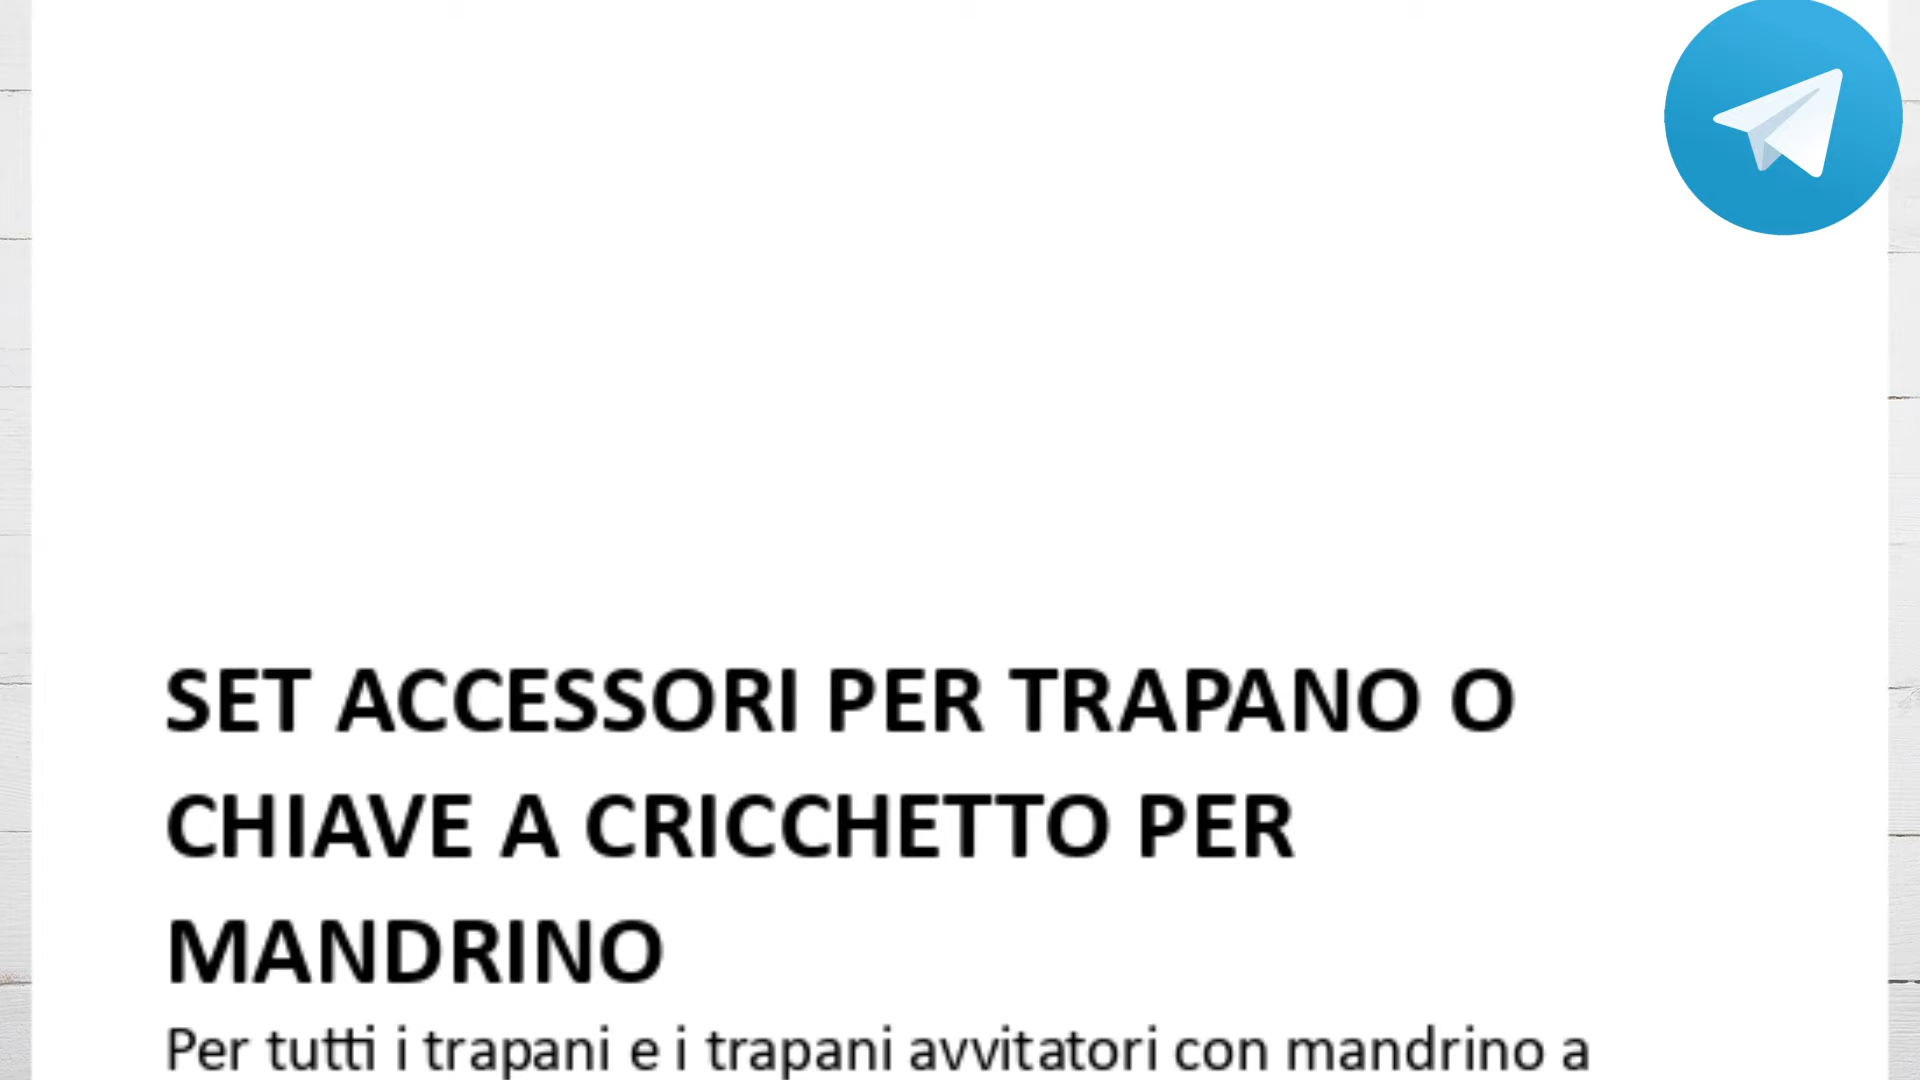 SET ACCESSORI PER TRAPANO O
CHIAVE A CRICCHETTO PER
MANDRINO
Per tutti i trapani e i trapani avvitatori con mandrino a